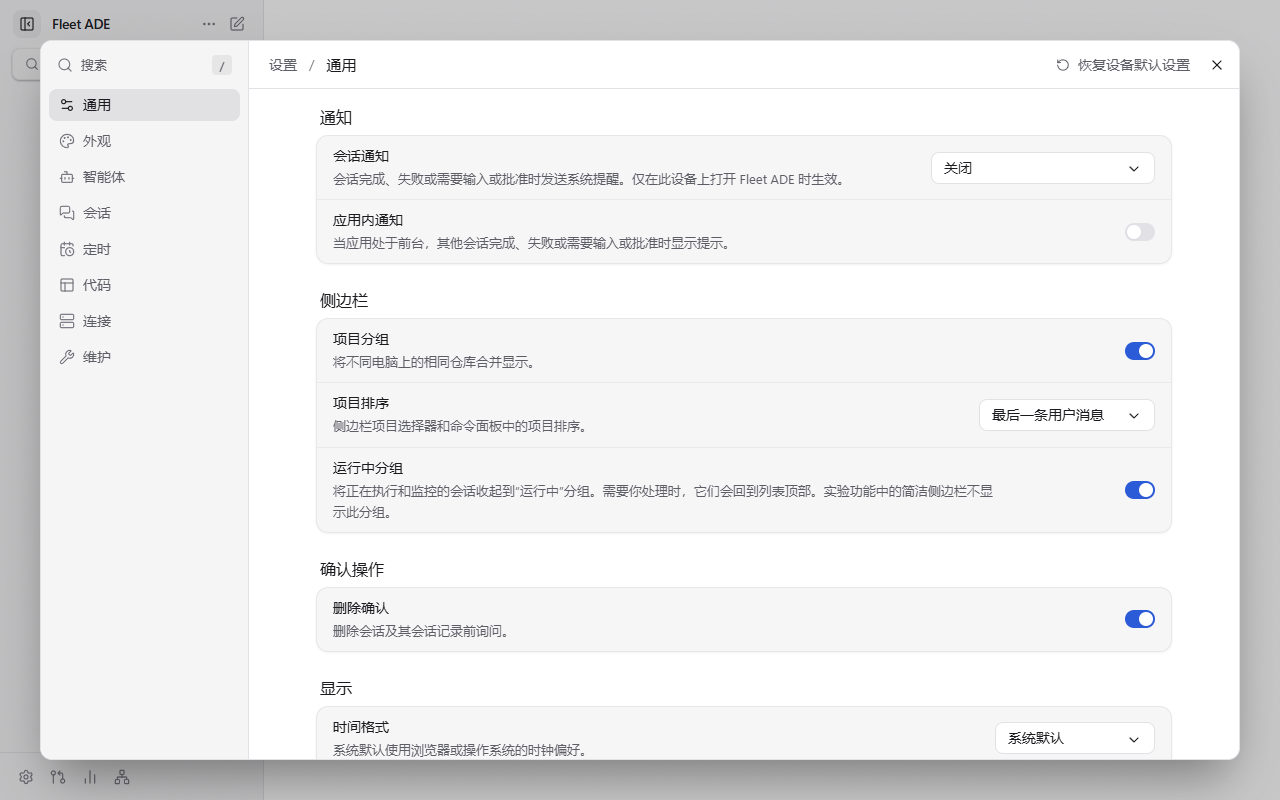 Fleet ADE
搜索
/
通用
外观
智能体
会话
定时
代码
连接
维护
设置 / 通用
恢复设备默认设置
通知
会话通知
会话完成、失败或需要输入或批准时发送系统提醒。仅在此设备上打开 Fleet ADE 时生效。
关闭
应用内通知
当应用处于前台，其他会话完成、失败或需要输入或批准时显示提示。
侧边栏
项目分组
将不同电脑上的相同仓库合并显示。
项目排序
侧边栏项目选择器和命令面板中的项目排序。
最后一条用户消息
运行中分组
将正在执行和监控的会话收起到“运行中”分组。需要你处理时，它们会回到列表顶部。实验功能中的简洁侧边栏不显
示此分组。
确认操作
删除确认
删除会话及其会话记录前询问。
显示
时间格式
系统默认使用浏览器或操作系统的时钟偏好。
系统默认